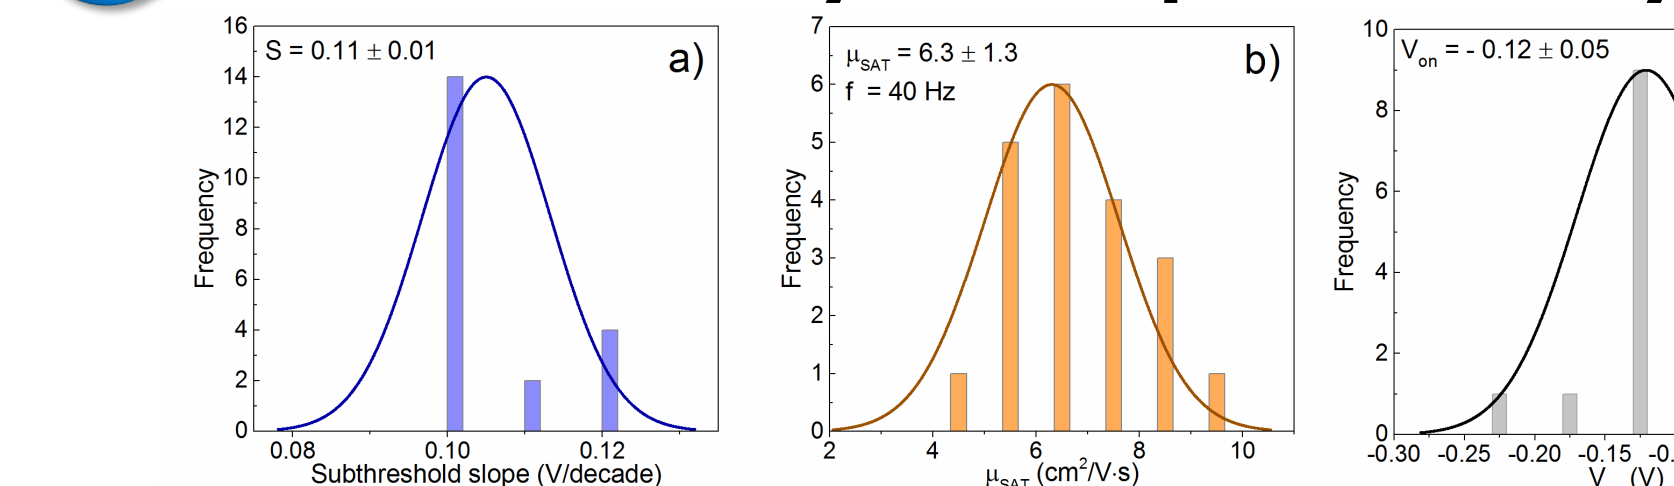 S = 0.11 ± 0.01
a)
16
14
12
10
8
6
4
2
0
Frequency
0.08 0.10 0.12
Subthreshold slope (V/decade)
μSAT = 6.3 ± 1.3
f = 40 Hz
b)
7
6
5
4
3
2
1
0
Frequency
2 4 6 8 10
μSAT (cm²/V·s)
Von = - 0.12 ± 0.05
10
8
6
4
2
0
Frequency
-0.30 -0.25 -0.20 -0.15
V (V)